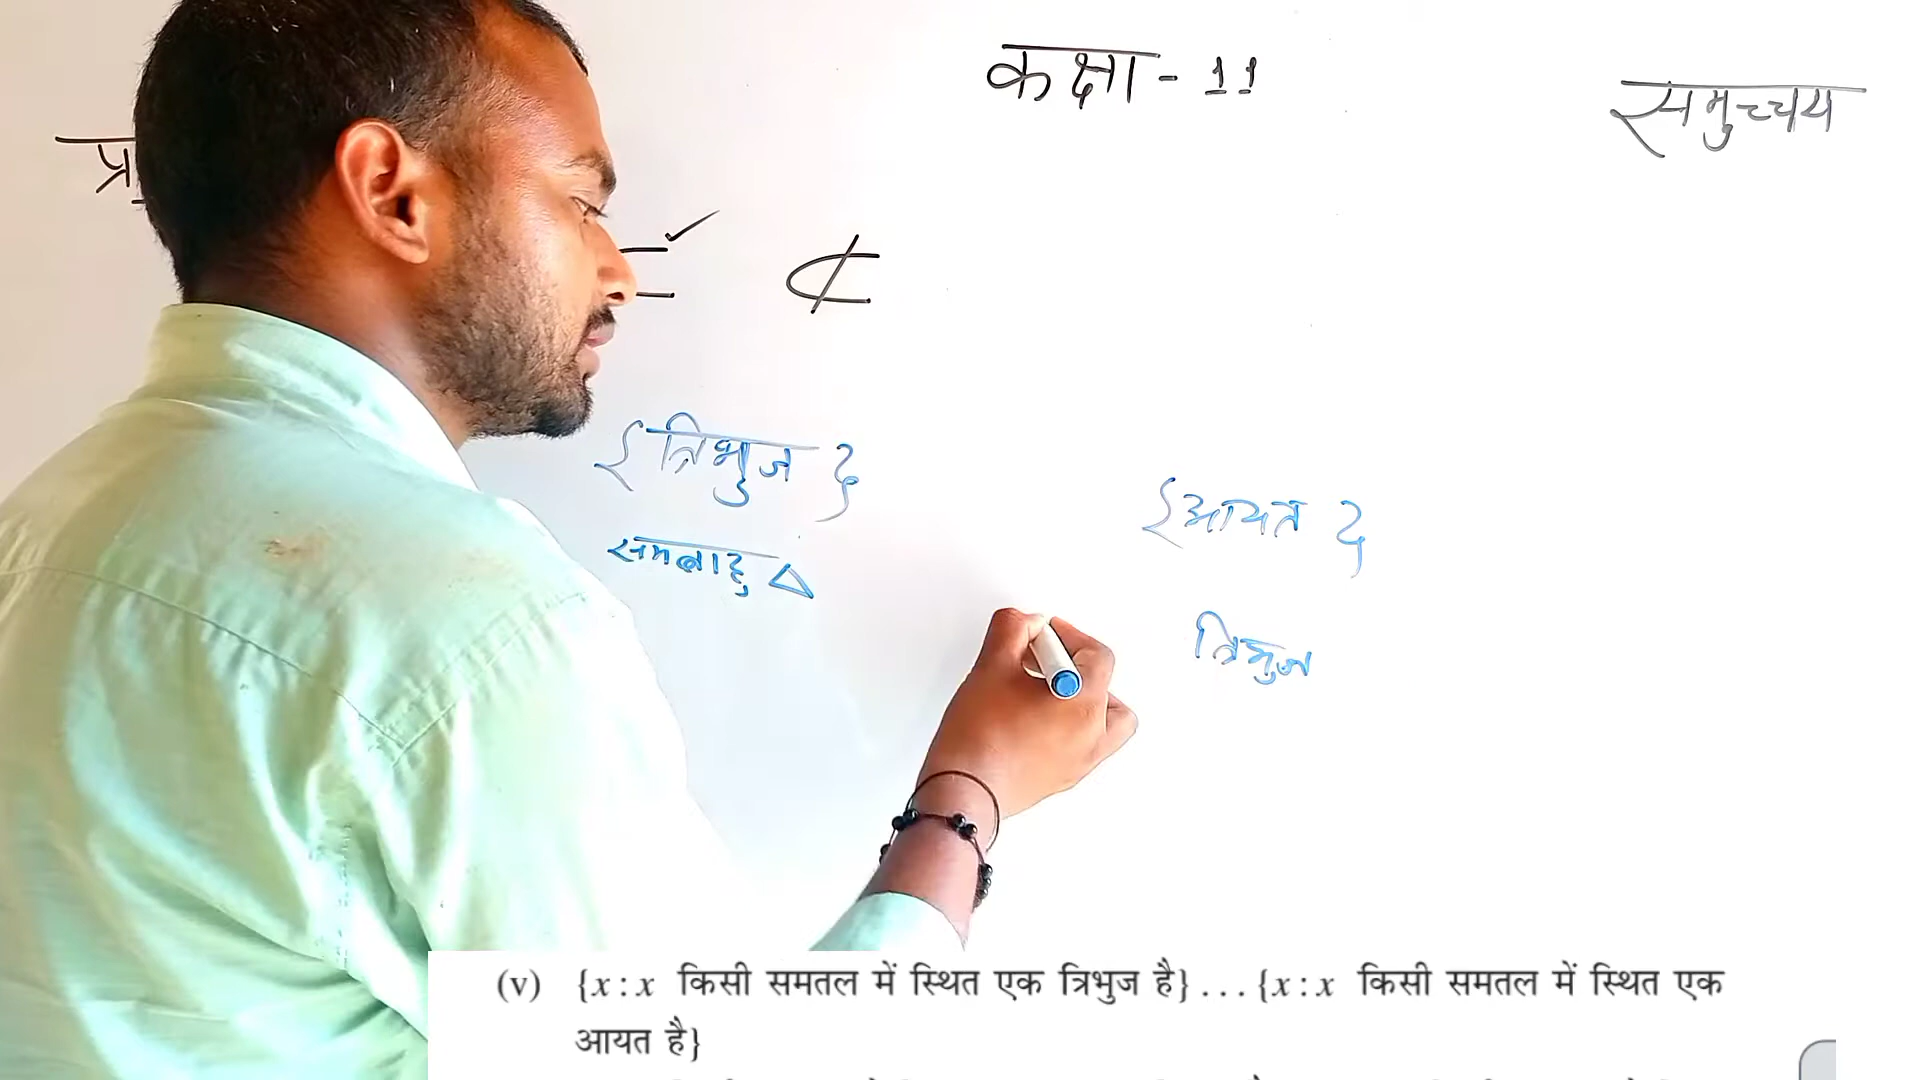 कक्षा - 11
समुच्चय
प्र
⊄
{ त्रिभुज }
{ आयत }
समबाहु Δ
त्रिभुज
(v) {x : x किसी समतल में स्थित एक त्रिभुज है} . . . {x : x किसी समतल में स्थित एक
आयत है}